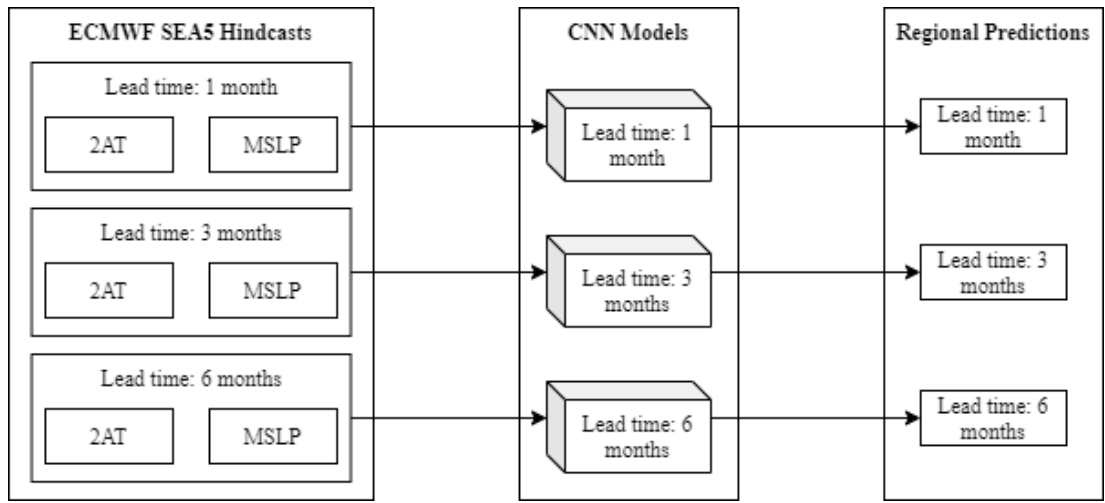 ECMWF SEA5 Hindcasts
Lead time: 1 month
2AT
MSLP
Lead time: 3 months
2AT
MSLP
Lead time: 6 months
2AT
MSLP
CNN Models
Lead time: 1
month
Lead time: 3
months
Lead time: 6
months
Regional Predictions
Lead time: 1
month
Lead time: 3
months
Lead time: 6
months